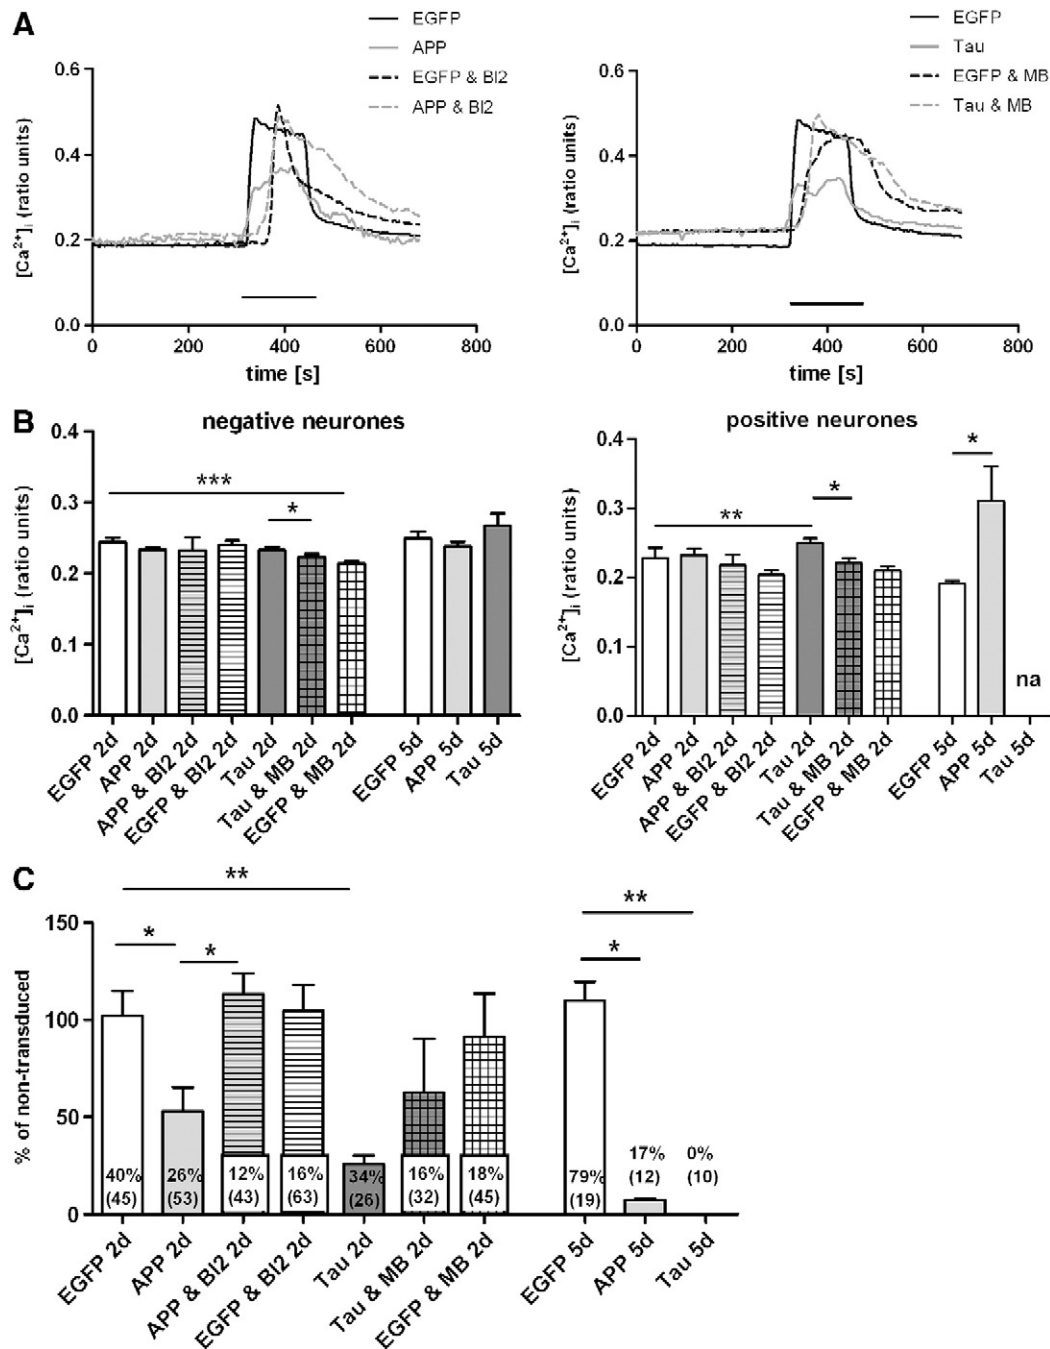 A
EGFP
APP
EGFP & BI2
APP & BI2
[Ca²⁺]i (ratio units)
0.6
0.4
0.2
0.0
0
200
400
600
800
time [s]
EGFP
Tau
EGFP & MB
Tau & MB
[Ca²⁺]i (ratio units)
0.6
0.4
0.2
0.0
0
200
400
600
800
time [s]
B
negative neurones
[Ca²⁺]i (ratio units)
0.4
0.3
0.2
0.1
0.0
***
*
EGFP 2d
APP 2d
APP & BI2 2d
EGFP & BI2 2d
Tau 2d
Tau & MB 2d
EGFP & MB 2d
EGFP 5d
APP 5d
Tau 5d
positive neurones
[Ca²⁺]i (ratio units)
0.4
0.3
0.2
0.1
0.0
**
*
*
na
EGFP 2d
APP 2d
APP & BI2 2d
EGFP & BI2 2d
Tau 2d
Tau & MB 2d
EGFP & MB 2d
EGFP 5d
APP 5d
Tau 5d
C
% of non-transduced
150
100
50
0
**
*
*
**
*
40%
(45)
26%
(53)
12%
(43)
16%
(63)
34%
(26)
16%
(32)
18%
(45)
79%
(19)
17%
(12)
0%
(10)
EGFP 2d
APP 2d
APP & BI2 2d
EGFP & BI2 2d
Tau 2d
Tau & MB 2d
EGFP & MB 2d
EGFP 5d
APP 5d
Tau 5d